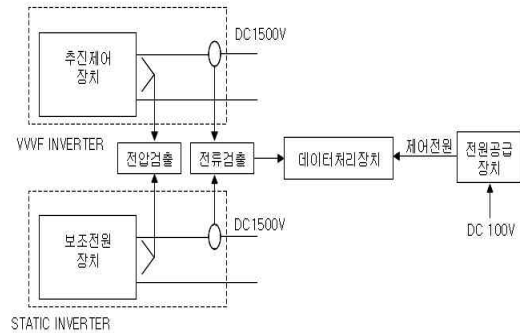 DC1500V
추진제어
장치
VVVF INVERTER
전압검출
전류검출
데이터처리장치
제어전원
전원공급
장치
DC 100V
보조전원
장치
DC1500V
STATIC INVERTER